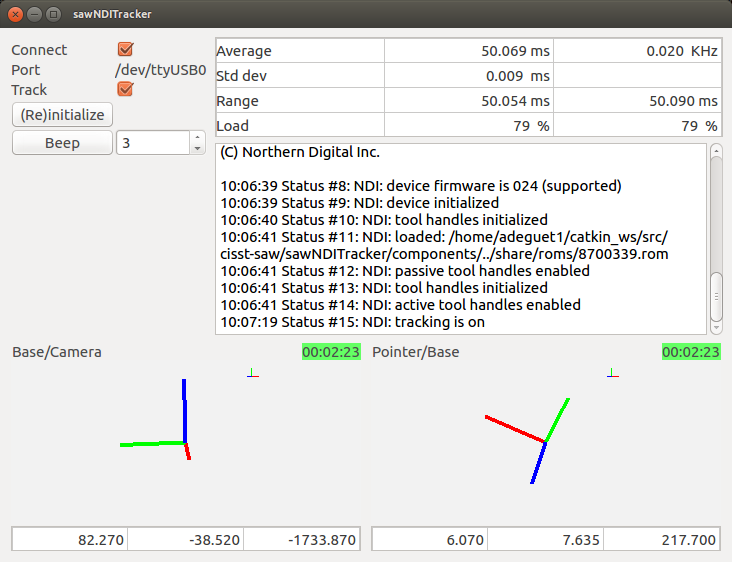 sawNDITracker
Connect
Port /dev/ttyUSB0
Track
(Re)initialize
Beep 3
Average 50.069 ms 0.020 KHz
Std dev 0.009 ms
Range 50.054 ms 50.090 ms
Load 79 % 79 %
(C) Northern Digital Inc.
10:06:39 Status #8: NDI: device firmware is 024 (supported)
10:06:39 Status #9: NDI: device initialized
10:06:40 Status #10: NDI: tool handles initialized
10:06:41 Status #11: NDI: loaded: /home/adeguet1/catkin_ws/src/
cisst-saw/sawNDITracker/components/../share/roms/8700339.rom
10:06:41 Status #12: NDI: passive tool handles enabled
10:06:41 Status #13: NDI: tool handles initialized
10:06:41 Status #14: NDI: active tool handles enabled
10:07:19 Status #15: NDI: tracking is on
Base/Camera 00:02:23
82.270 -38.520 -1733.870
Pointer/Base 00:02:23
6.070 7.635 217.700